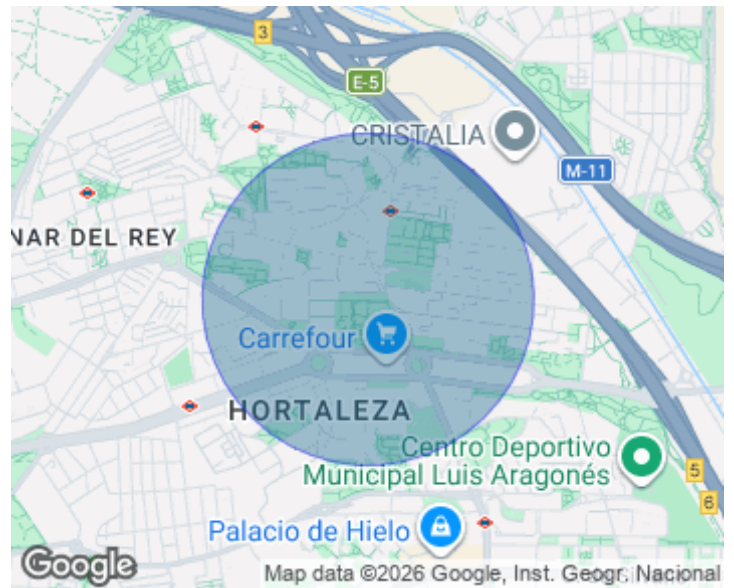 3
E-5
CRISTALIA
M-11
NAR DEL REY
Carrefour
HORTALEZA
Centro Deportivo
Municipal Luis Aragonés
5
6
Palacio de Hielo
Google
Map data ©2026 Google, Inst. Geogr. Nacional